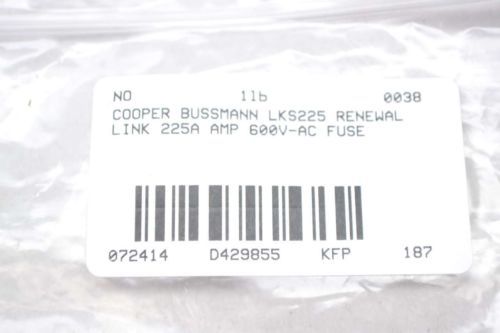 NO 1lb 0038
COOPER BUSSMANN LKS225 RENEWAL
LINK 225A AMP 600V-AC FUSE
072414 D429855 KFP 187